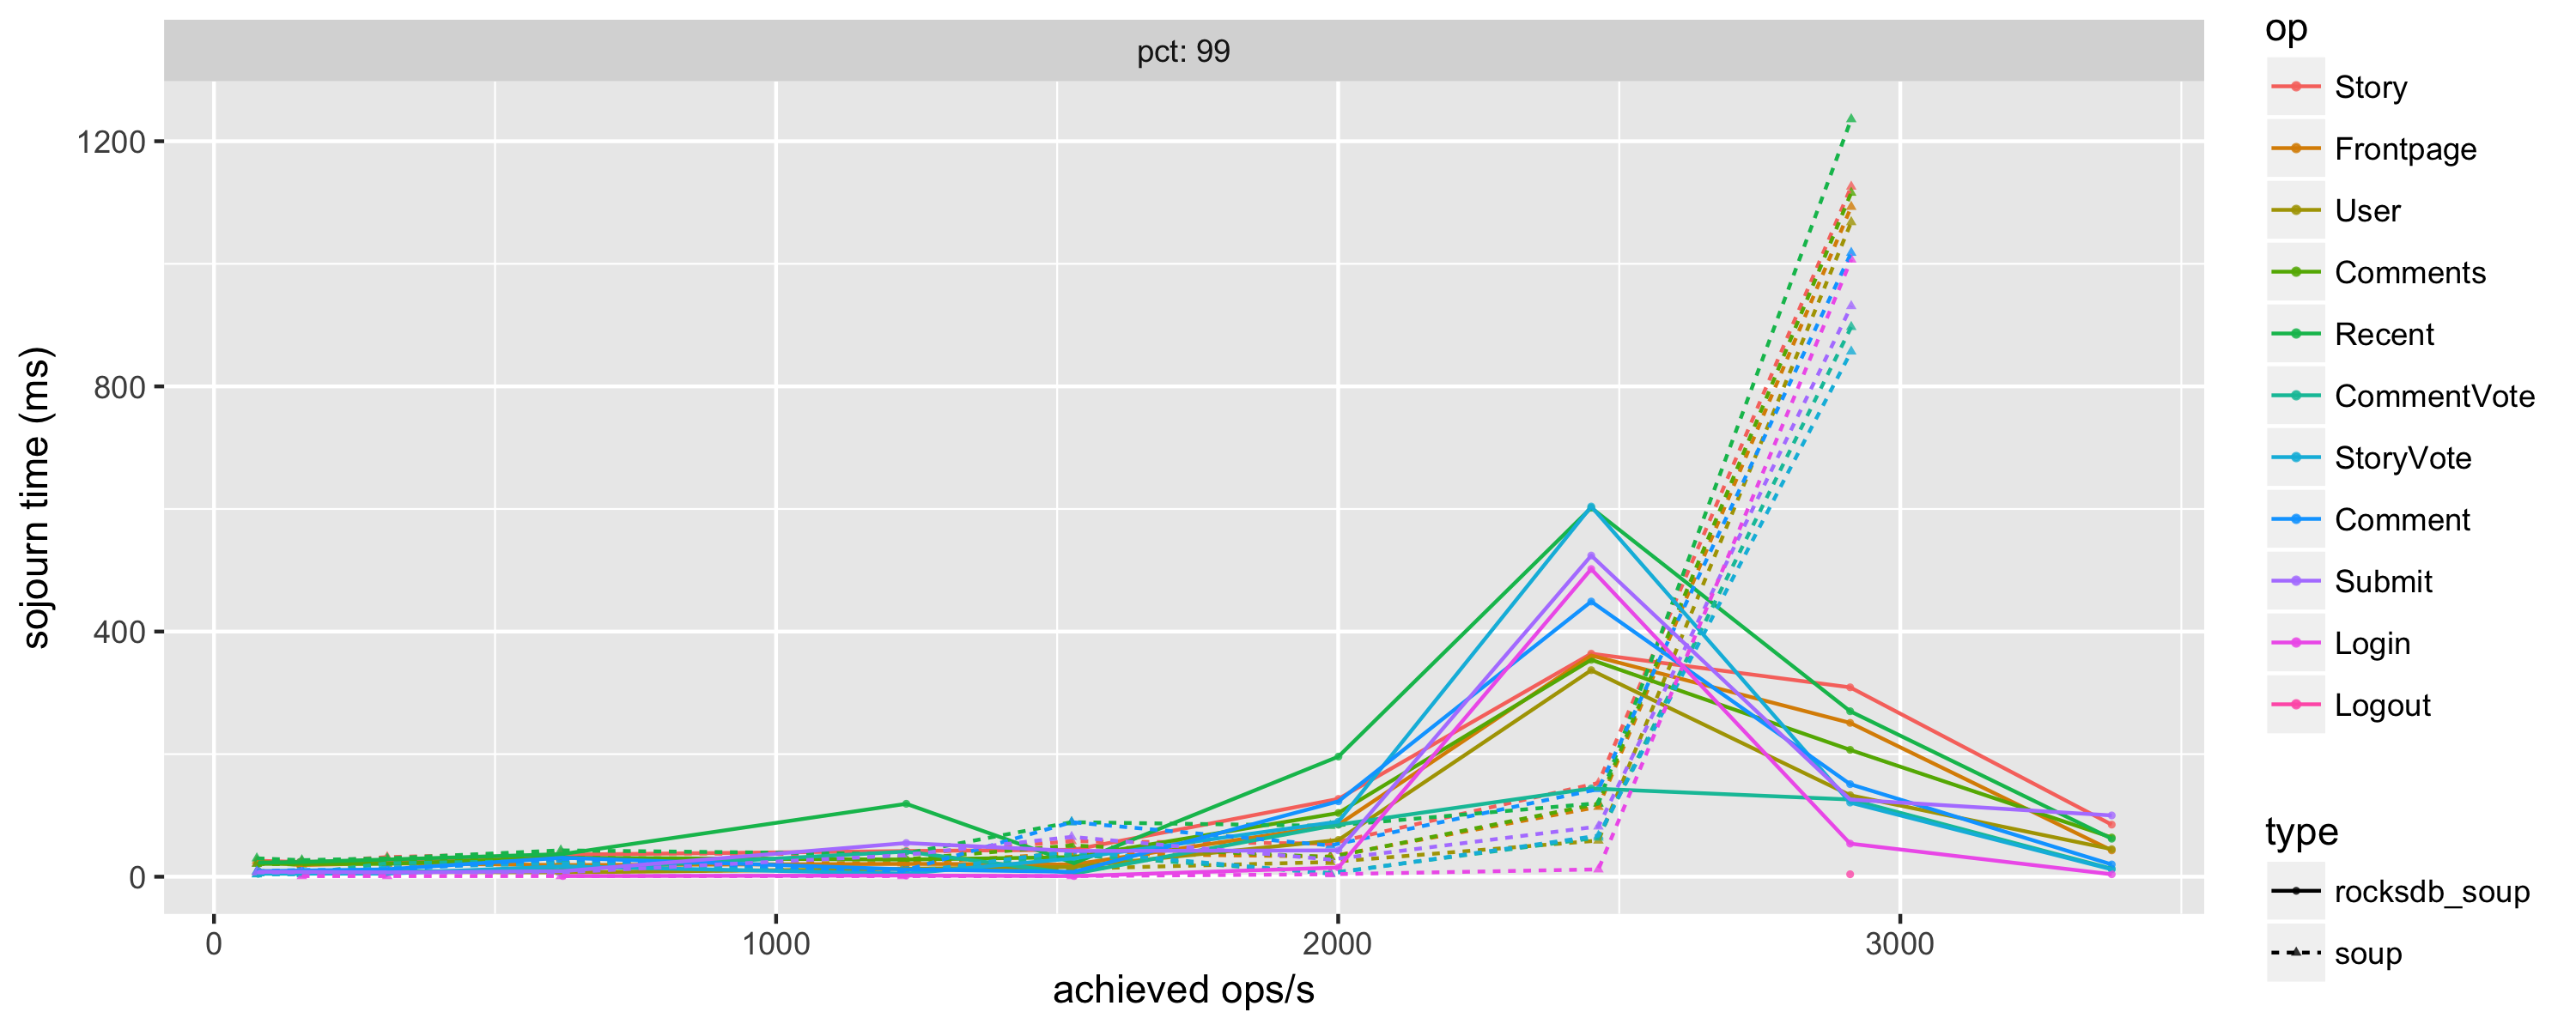 pct: 99
sojourn time (ms)
1200
800
400
0
0 1000 2000 3000
achieved ops/s
op
Story
Frontpage
User
Comments
Recent
CommentVote
StoryVote
Comment
Submit
Login
Logout
type
rocksdb_soup
soup